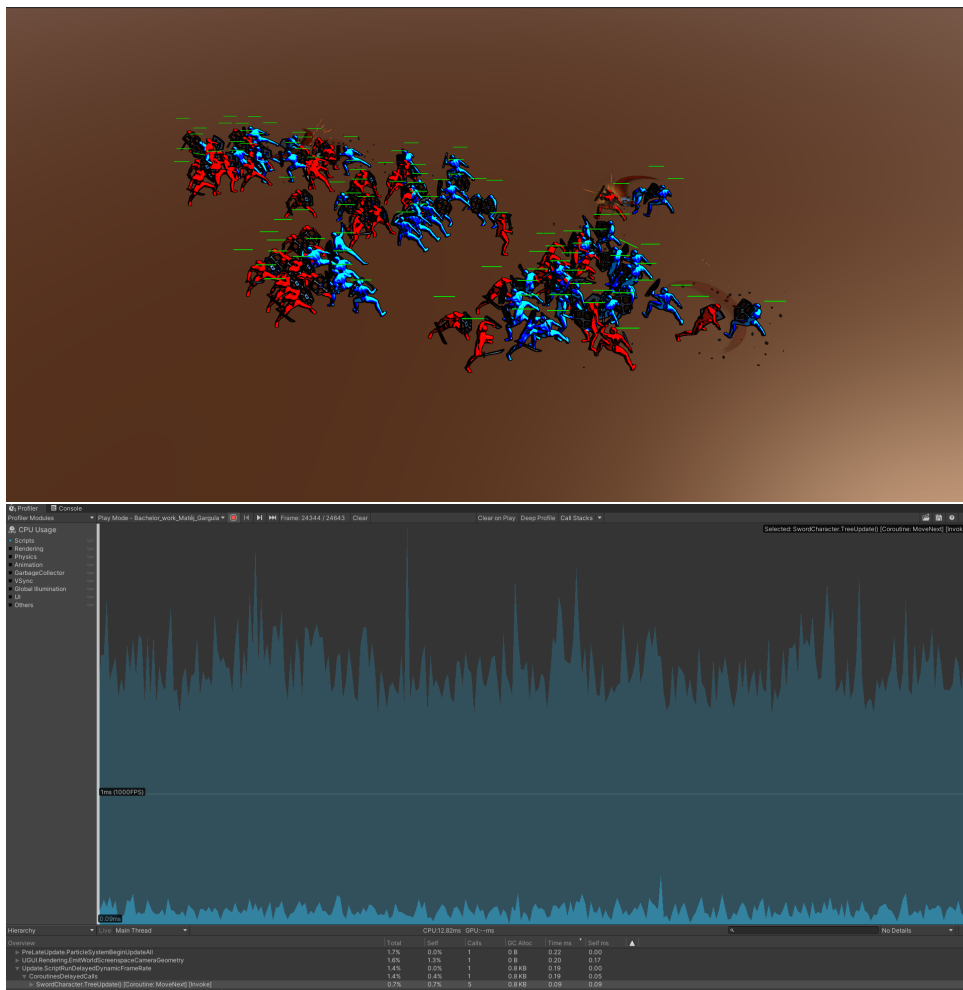 Profiler Console
Profiler Modules Play Mode - Bachelor_work_Matěj_Gargula Frame: 24344 / 24643 Clear Clear on Play Deep Profile Call Stacks
CPU Usage Selected: SwordCharacter.TreeUpdate() [Coroutine: MoveNext] [Invok
Scripts
Rendering
Physics
Animation
GarbageCollector
VSync
Global Illumination
UI
Others
1ms (1000FPS)
0.09ms
Hierarchy Live Main Thread CPU:12.82ms GPU:--ms No Details
Overview Total Self Calls GC Alloc Time ms Self ms
PreLateUpdate.ParticleSystemBeginUpdateAll 1.7% 0.0% 1 0 B 0.22 0.00
UGUI.Rendering.EmitWorldScreenspaceCameraGeometry 1.6% 1.3% 1 0 B 0.20 0.17
Update.ScriptRunDelayedDynamicFrameRate 1.4% 0.0% 1 0.8 KB 0.19 0.00
CoroutinesDelayedCalls 1.4% 0.4% 1 0.8 KB 0.19 0.05
SwordCharacter.TreeUpdate() [Coroutine: MoveNext] [Invoke] 0.7% 0.7% 5 0.8 KB 0.09 0.09